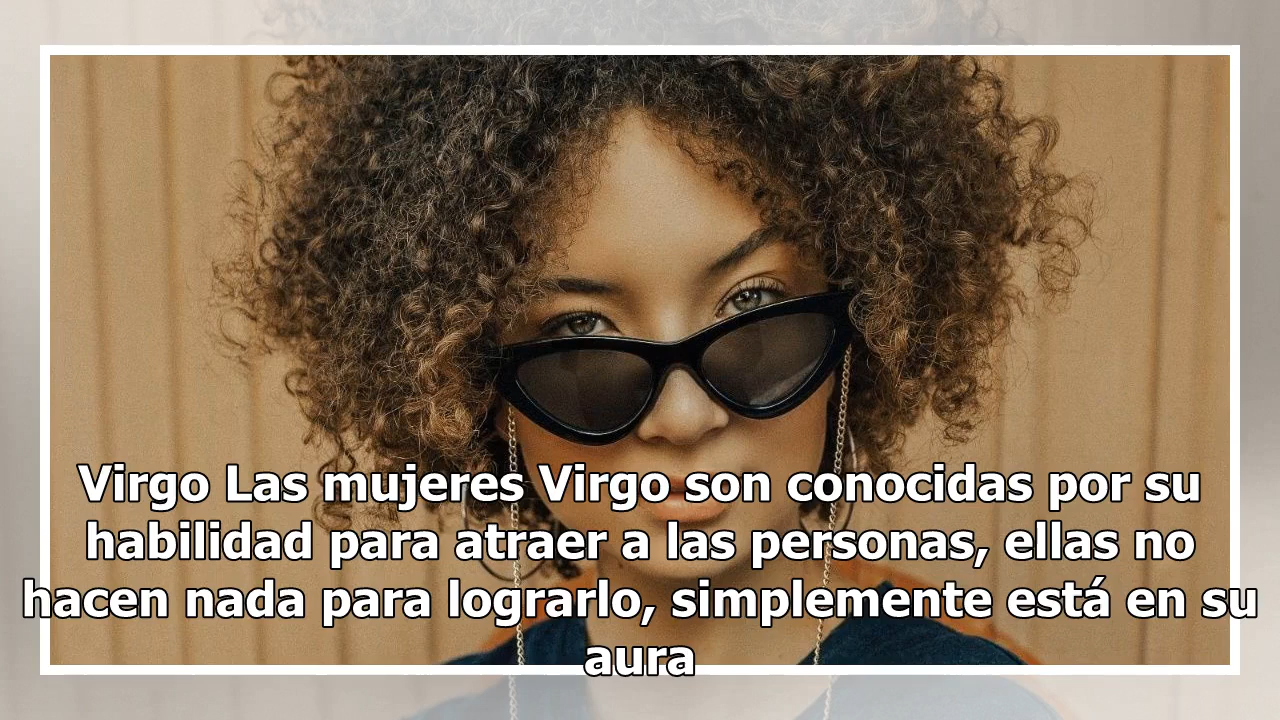 Virgo Las mujeres Virgo son conocidas por su
habilidad para atraer a las personas, ellas no
hacen nada para lograrlo, simplemente está en su
aura